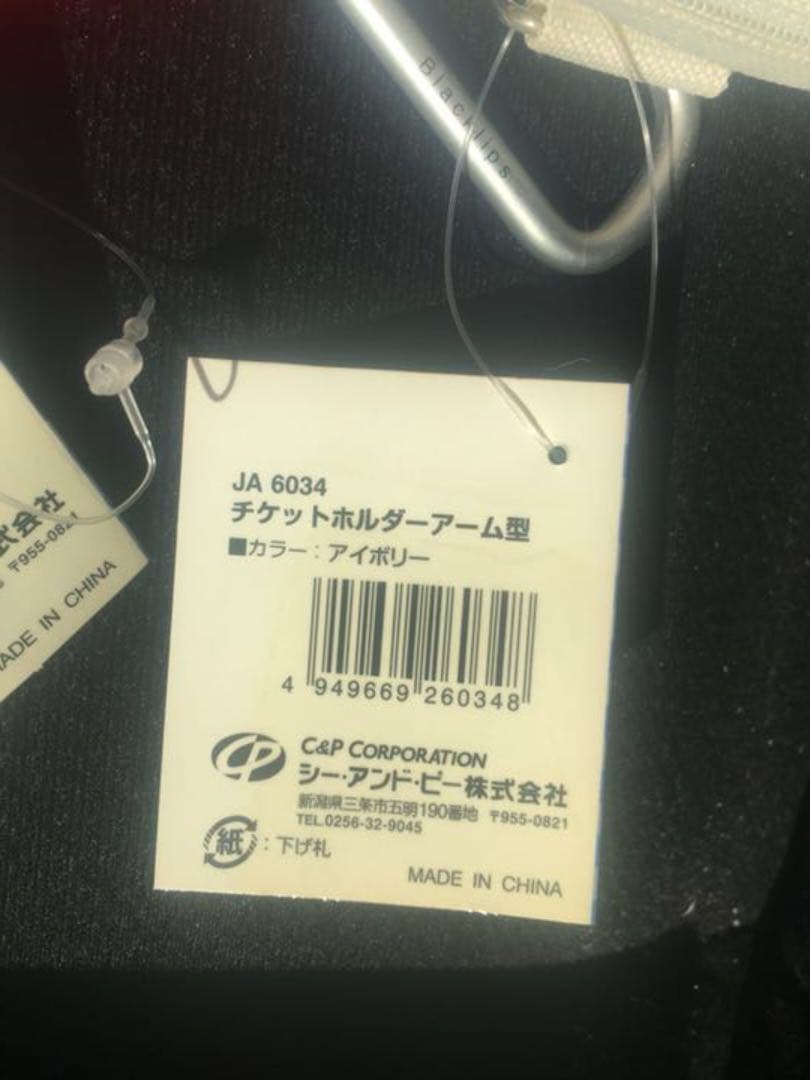 Blacklips
JA 6034
チケットホルダーアーム型
■カラー：アイボリー
4 949669 260348
CP
C&P CORPORATION
シー・アンド・ピー株式会社
新潟県三条市五明190番地 〒955-0821
TEL.0256-32-9045
紙：下げ札
MADE IN CHINA
式会社
〒955-0821
MADE IN CHINA